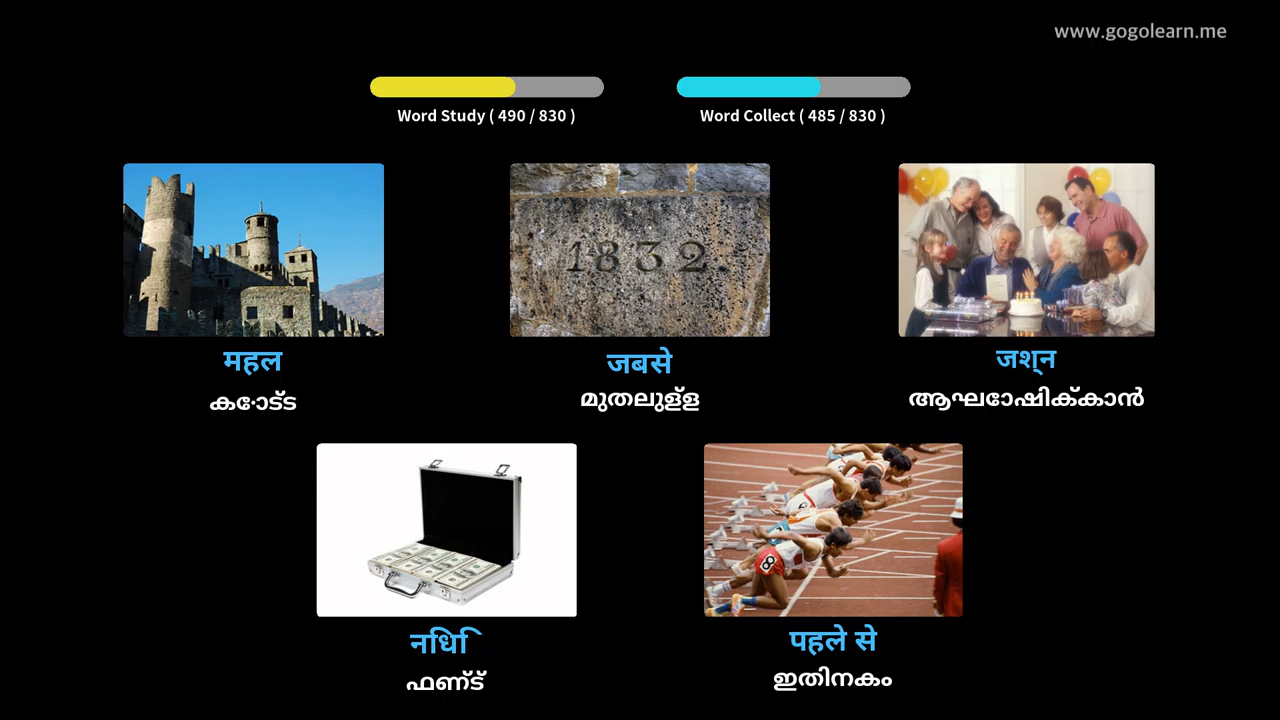 www.gogolearn.me
Word Study ( 490 / 830 )
Word Collect ( 485 / 830 )
1832.
महल
കോട്ട
जबसे
മുതലുള്ള
जश्न
ആഘോഷിക്കാൻ
निधि
ഫണ്ട്
पहले से
ഇതിനകം